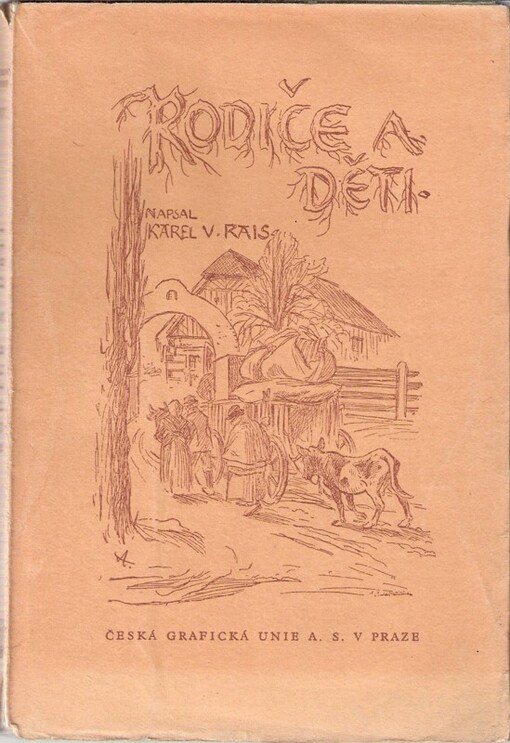 RODIČE A
DĚTI.
NAPSAL
KAREL V. RAIS.
ČESKÁ GRAFICKÁ UNIE A. S. V PRAZE